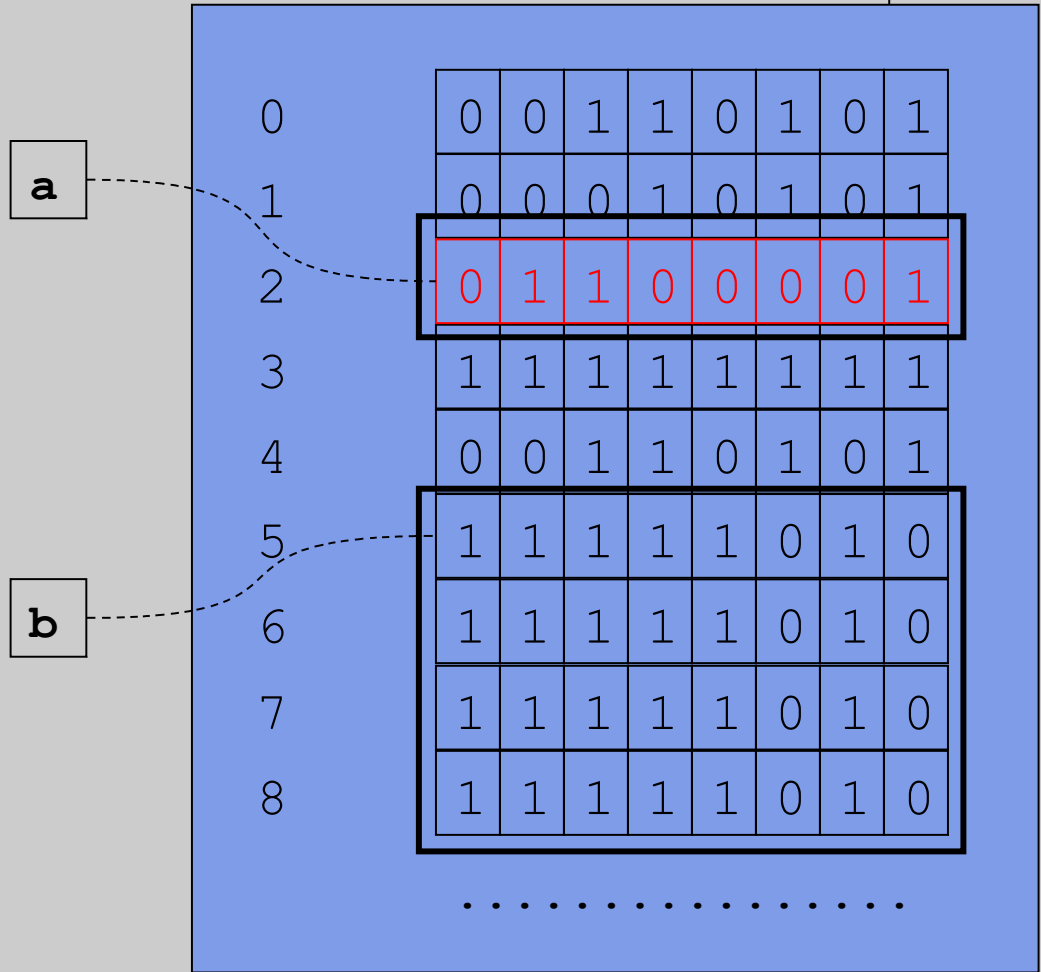 0 0 0 1 1 0 1 0 1
a
1 0 0 0 1 0 1 0 1
2 0 1 1 0 0 0 0 1
3 1 1 1 1 1 1 1 1
4 0 0 1 1 0 1 0 1
5 1 1 1 1 1 0 1 0
b
6 1 1 1 1 1 0 1 0
7 1 1 1 1 1 0 1 0
8 1 1 1 1 1 0 1 0
................